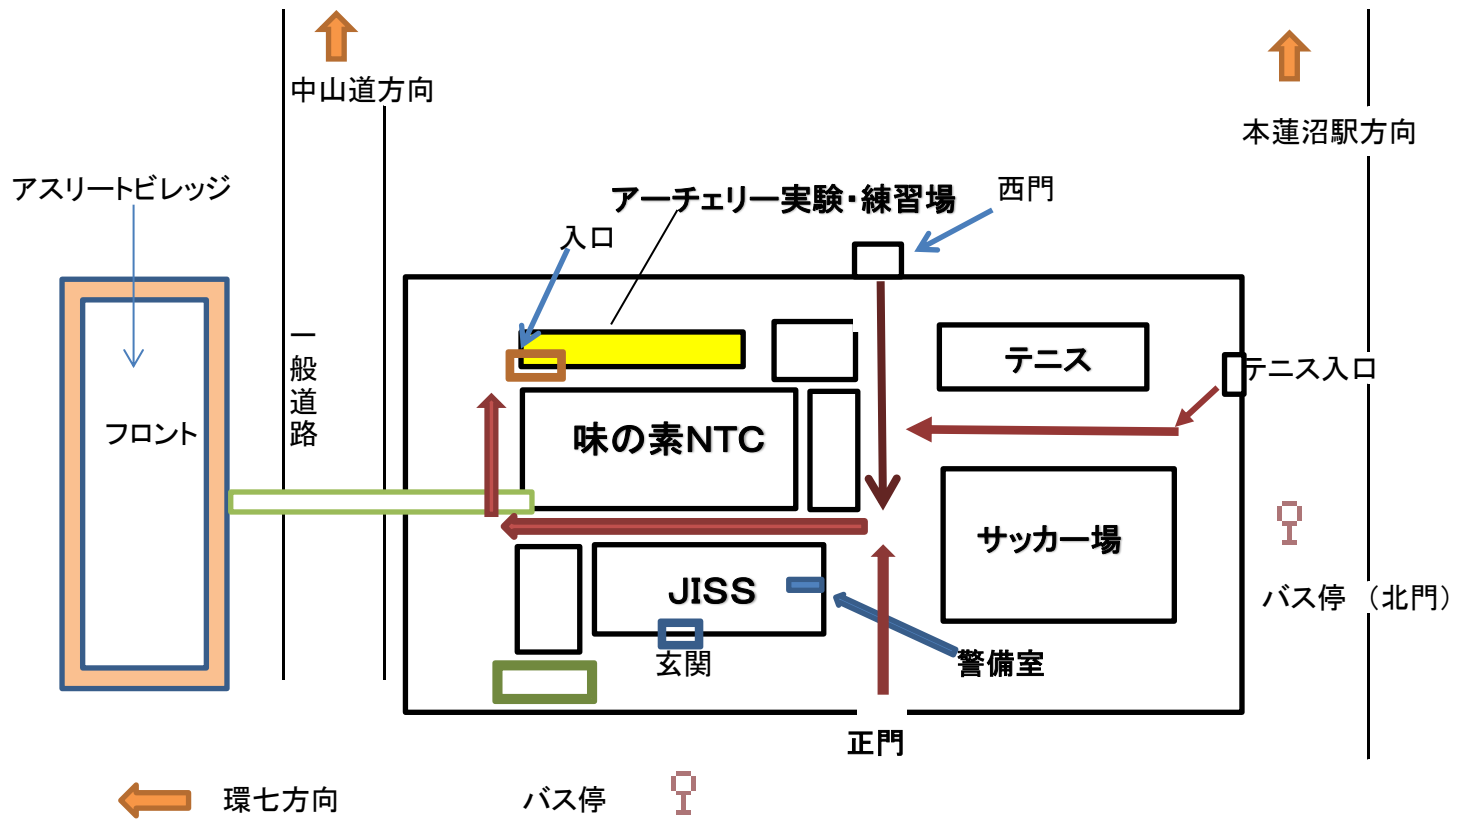 中山道方向
本蓮沼駅方向
アスリートビレッジ
アーチェリー実験・練習場
西門
入口
一般道路
テニス
テニス入口
フロント
味の素NTC
サッカー場
JISS
バス停（北門）
玄関
警備室
正門
環七方向
バス停